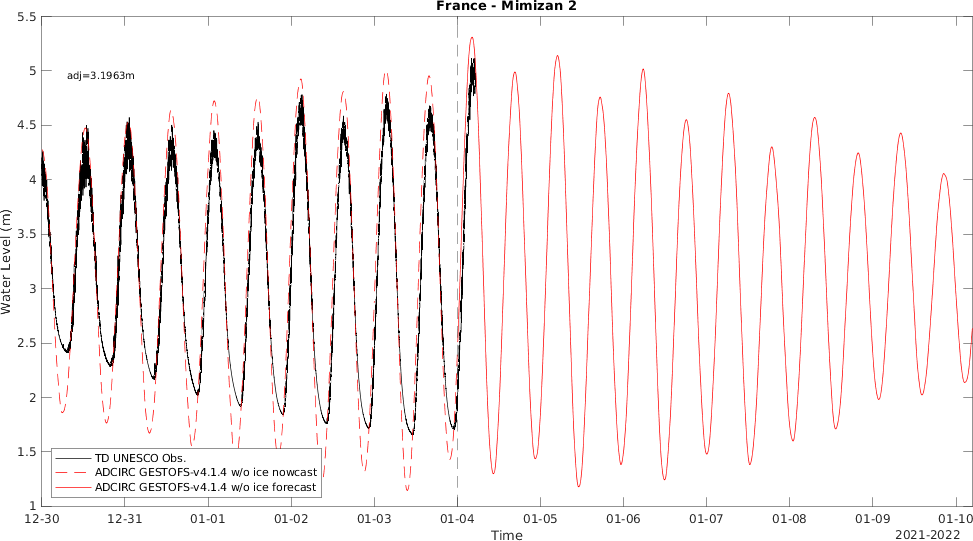 France - Mimizan 2
adj=3.1963m
5.5
5
4.5
4
3.5
3
2.5
2
1.5
1
Water Level (m)
TD UNESCO Obs.
ADCIRC GESTOFS-v4.1.4 w/o ice nowcast
ADCIRC GESTOFS-v4.1.4 w/o ice forecast
12-30 12-31 01-01 01-02 01-03 01-04 01-05 01-06 01-07 01-08 01-09 01-10
Time
2021-2022